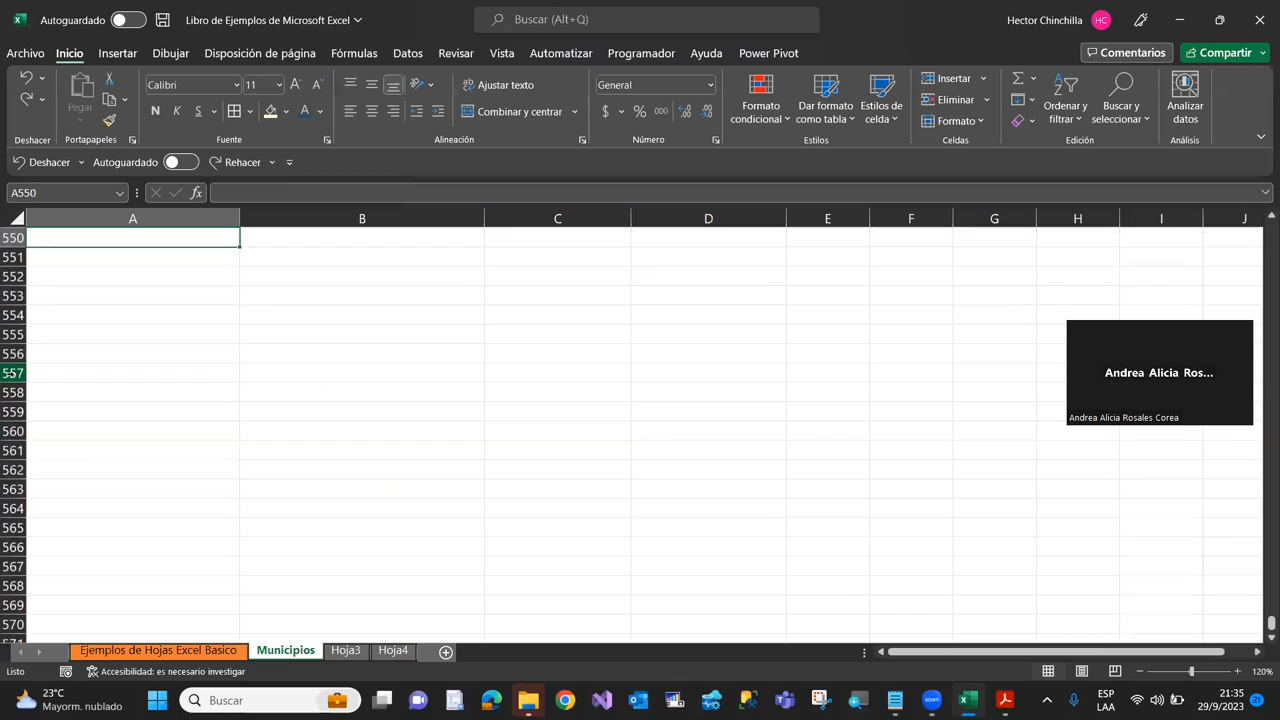 Autoguardado
Libro de Ejemplos de Microsoft Excel
Buscar (Alt+Q)
Hector Chinchilla
HC
Archivo
Inicio
Insertar
Dibujar
Disposición de página
Fórmulas
Datos
Revisar
Vista
Automatizar
Programador
Ayuda
Power Pivot
Comentarios
Compartir
Pegar
Calibri
11
N K S
Ajustar texto
Combinar y centrar
General
$ % 000
Formato condicional
Dar formato como tabla
Estilos de celda
Insertar
Eliminar
Formato
Ordenar y filtrar
Buscar y seleccionar
Analizar datos
Deshacer
Portapapeles
Fuente
Alineación
Número
Estilos
Celdas
Edición
Análisis
Deshacer
Autoguardado
Rehacer
A550
fx
A B C D E F G H I J
550
551
552
553
554
555
556
557
558
559
560
561
562
563
564
565
566
567
568
569
570
571
Andrea Alicia Ros...
Andrea Alicia Rosales Corea
Ejemplos de Hojas Excel Basico
Municipios
Hoja3
Hoja4
Listo
Accesibilidad: es necesario investigar
120%
23°C
Mayorm. nublado
Buscar
zoom
ESP
LAA
21:35
29/9/2023